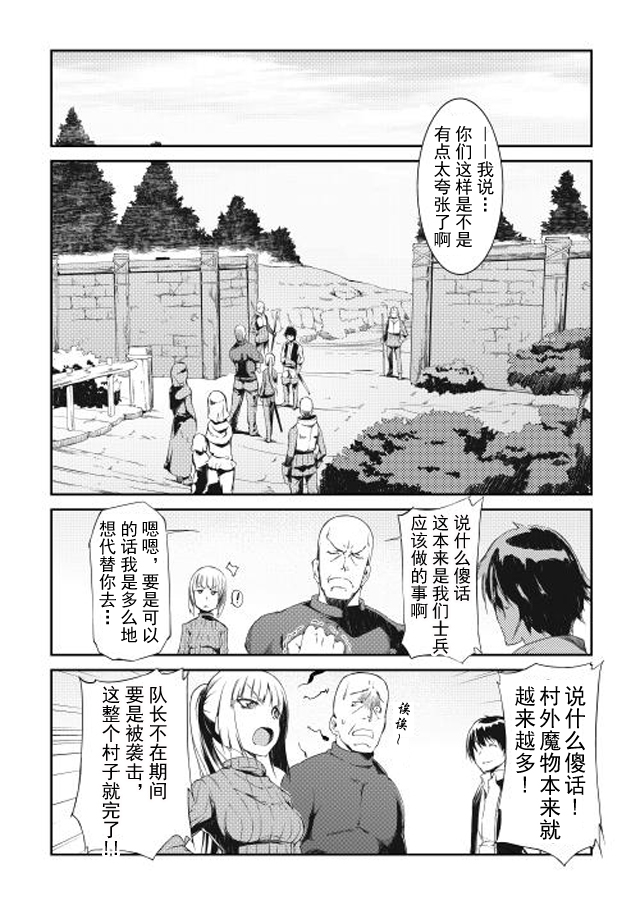 ——我说…
你们这样是不是
有点太夸张了啊
说什么傻话
这本来是我们士兵
应该做的事啊
嗯嗯，要是可以
的话我是多么地
想代替你去…
说什么傻话！
村外魔物本来就
越来越多！
诶诶~
队长不在期间
要是被袭击，
这整个村子
就完了!!